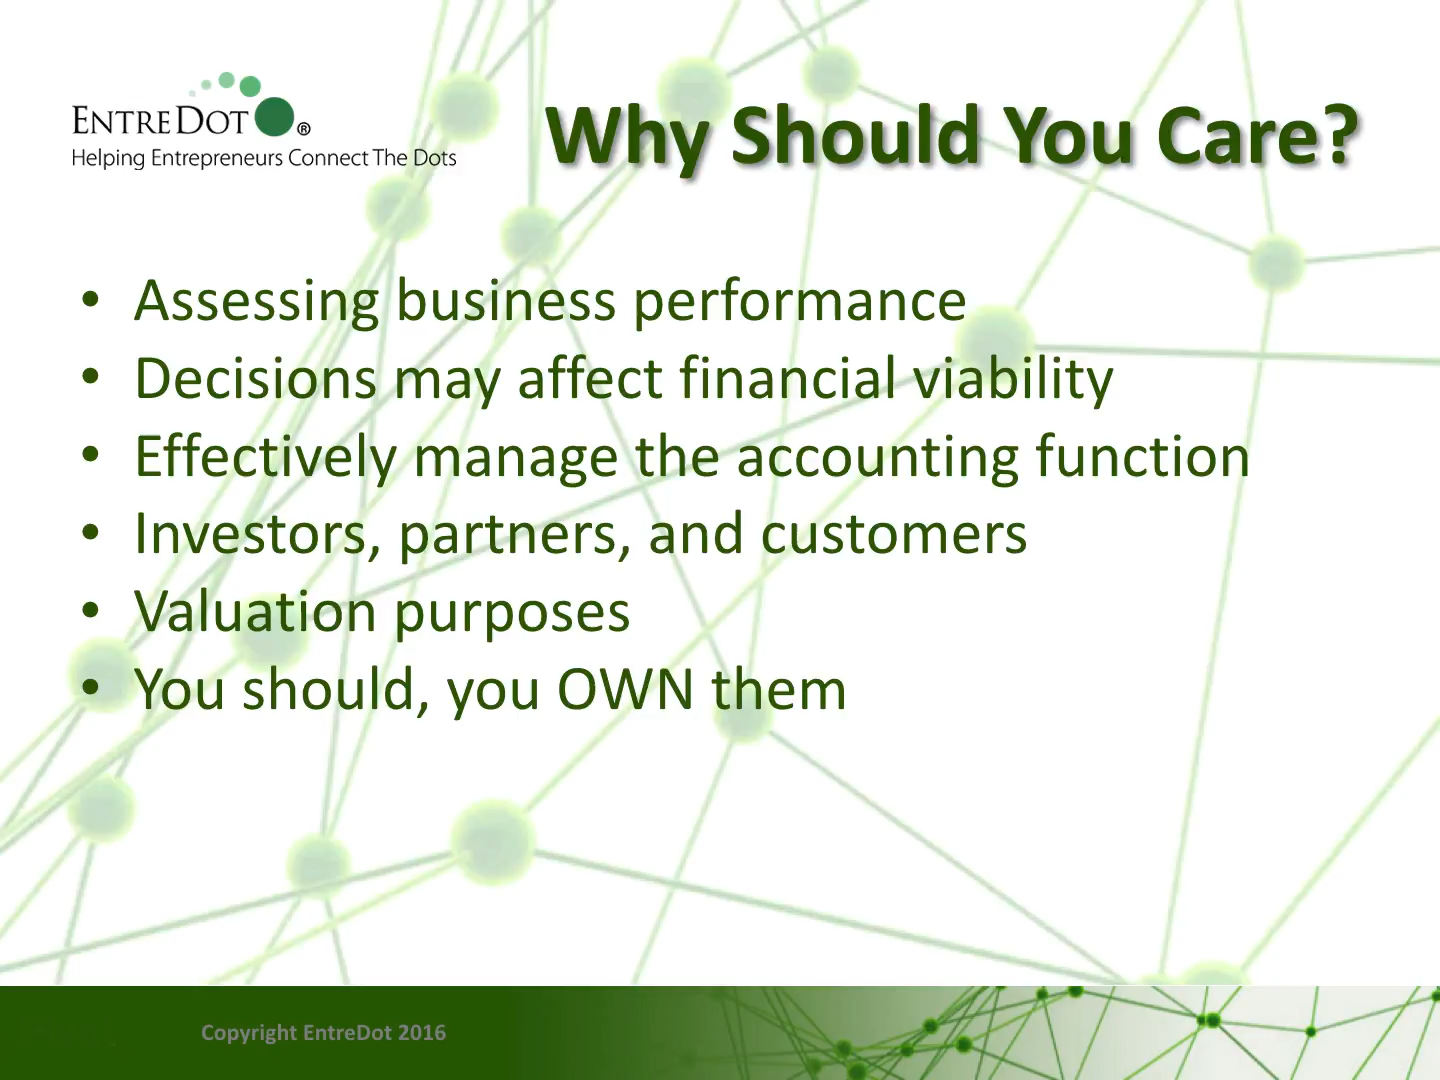 ENTREDOT®
Helping Entrepreneurs Connect The Dots
Why Should You Care?
• Assessing business performance
• Decisions may affect financial viability
• Effectively manage the accounting function
• Investors, partners, and customers
• Valuation purposes
• You should, you OWN them
Copyright EntreDot 2016